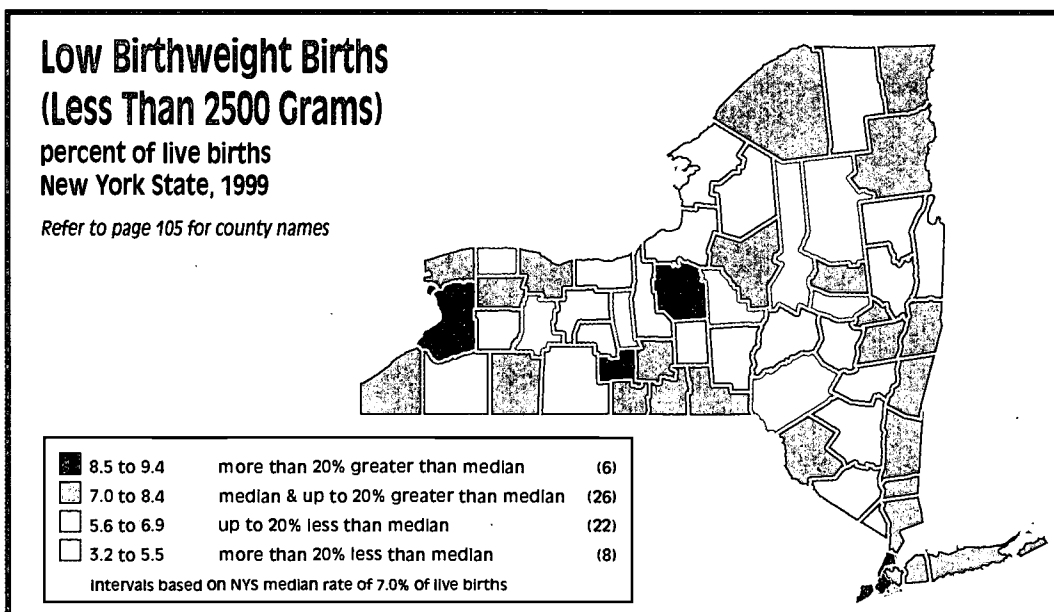 Low Birthweight Births
(Less Than 2500 Grams)
percent of live births
New York State, 1999
Refer to page 105 for county names
8.5 to 9.4 more than 20% greater than median (6)
7.0 to 8.4 median & up to 20% greater than median (26)
5.6 to 6.9 up to 20% less than median (22)
3.2 to 5.5 more than 20% less than median (8)
Intervals based on NYS median rate of 7.0% of live births